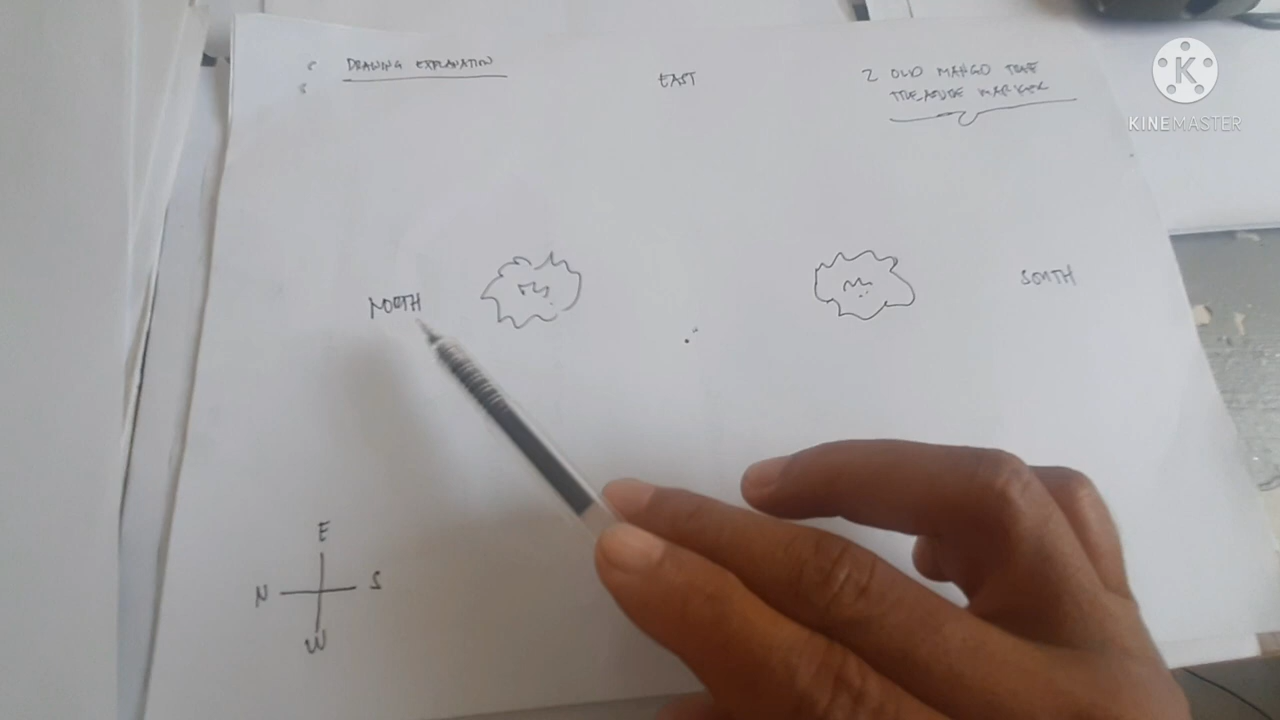 DRAWING EXPLANATION
EAST
2 OLD MANGO TREE
TREASURE MARKER
NORTH
M
M
SOUTH
E
N
S
W
K
KINEMASTER